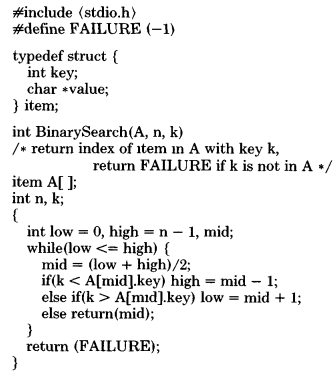 #include ⟨stdio.h⟩
#define FAILURE (−1)
typedef struct {
int key;
char *value;
} item;
int BinarySearch(A, n, k)
/* return index of item in A with key k,
return FAILURE if k is not in A */
item A[ ];
int n, k;
{
int low = 0, high = n − 1, mid;
while(low <= high) {
mid = (low + high)/2;
if(k < A[mid].key) high = mid − 1;
else if(k > A[mid].key) low = mid + 1;
else return(mid);
}
return (FAILURE);
}